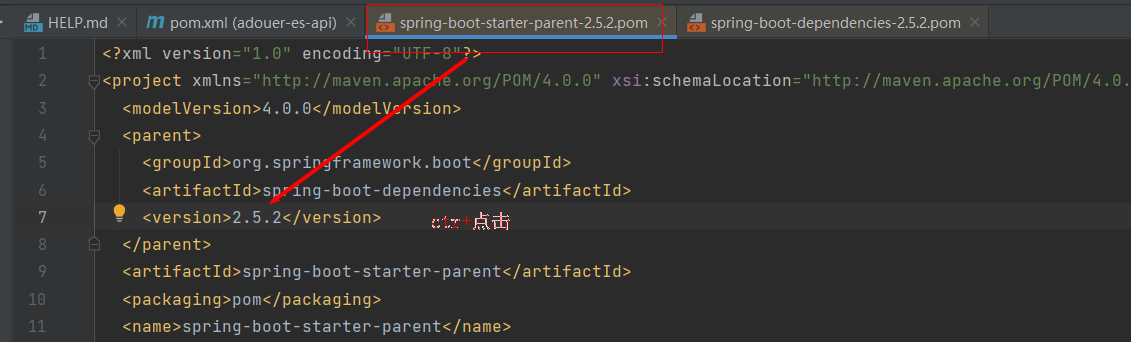 HELP.md × pom.xml (adouer-es-api) × spring-boot-starter-parent-2.5.2.pom × spring-boot-dependencies-2.5.2.pom ×
1 <?xml version="1.0" encoding="UTF-8"?>
2 <project xmlns="http://maven.apache.org/POM/4.0.0" xsi:schemaLocation="http://maven.apache.org/POM/4.0.
3 <modelVersion>4.0.0</modelVersion>
4 <parent>
5 <groupId>org.springframework.boot</groupId>
6 <artifactId>spring-boot-dependencies</artifactId>
7 <version>2.5.2</version> ctr+点击
8 </parent>
9 <artifactId>spring-boot-starter-parent</artifactId>
10 <packaging>pom</packaging>
11 <name>spring-boot-starter-parent</name>